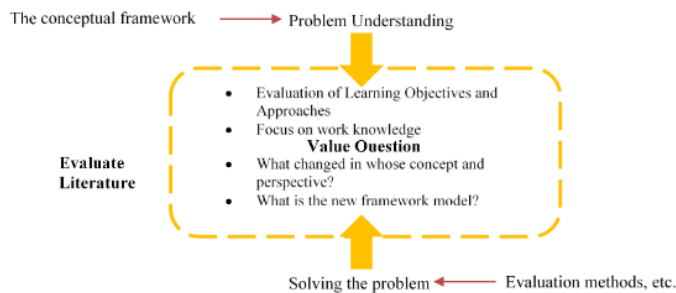 The conceptual framework
Problem Understanding
• Evaluation of Learning Objectives and
Approaches
• Focus on work knowledge
Value Question
• What changed in whose concept and
perspective?
• What is the new framework model?
Evaluate
Literature
Solving the problem
Evaluation methods, etc.